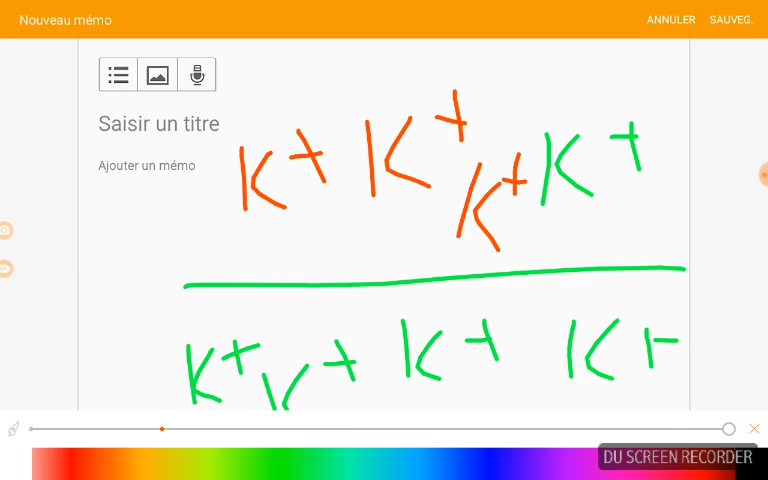 Nouveau mémo ANNULER SAUVEG.
Saisir un titre
Ajouter un mémo
K+ K+ K+ K+
K+ K+ K+ K+
DU SCREEN RECORDER